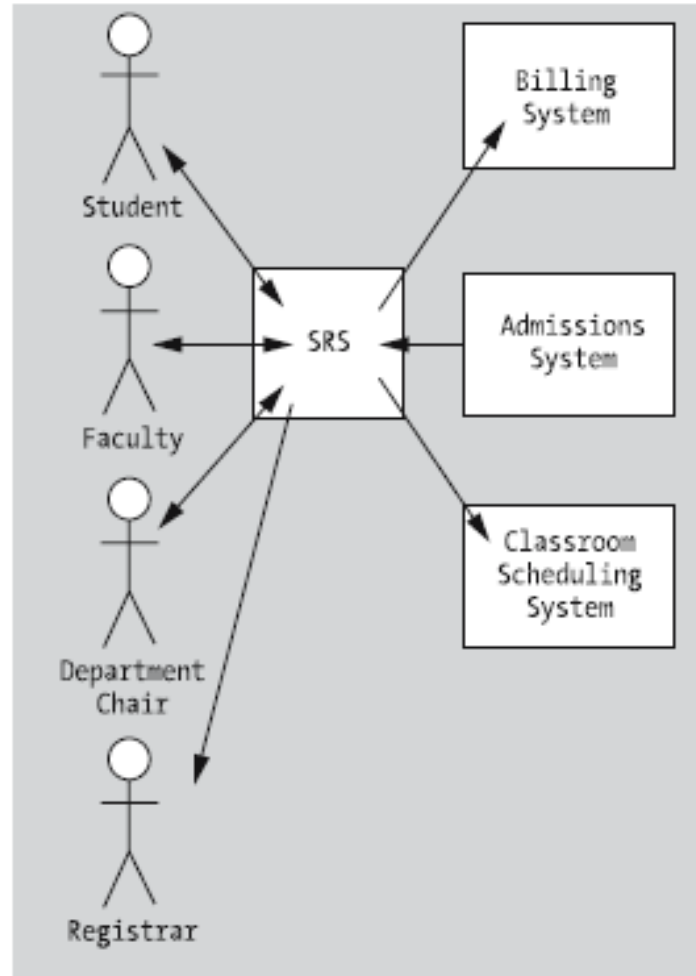 Student
Faculty
Department
Chair
Registrar
SRS
Billing
System
Admissions
System
Classroom
Scheduling
System